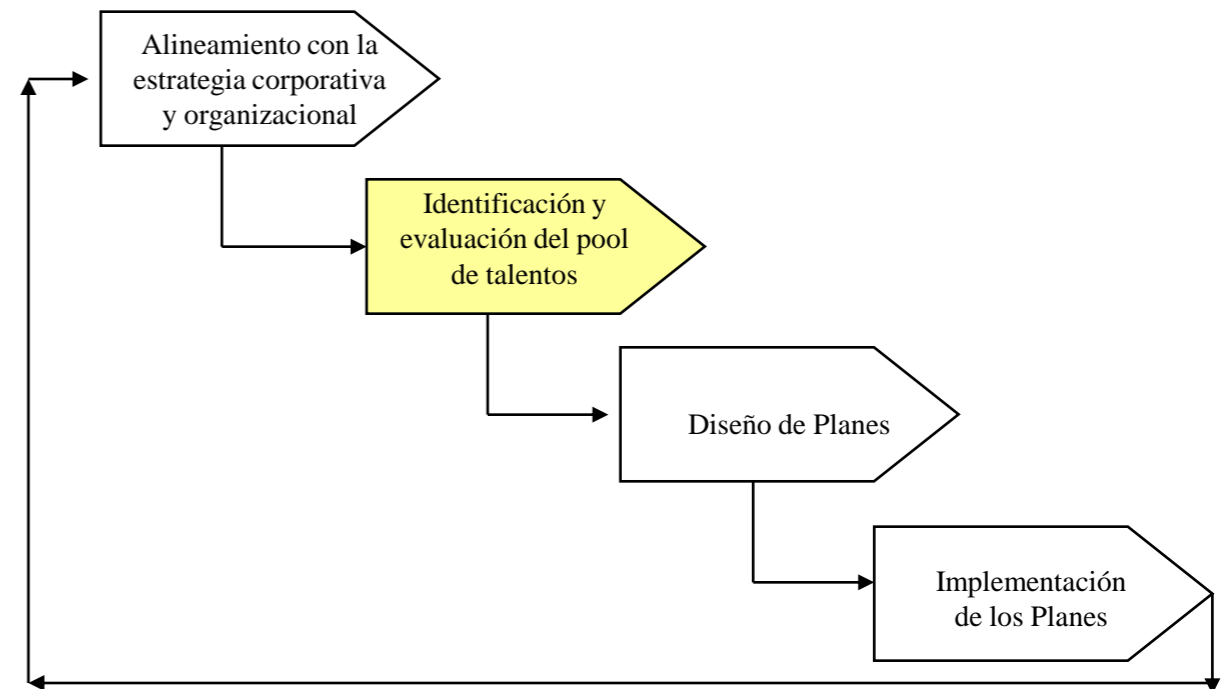 Alineamiento con la
estrategia corporativa
y organizacional
Identificación y
evaluación del pool
de talentos
Diseño de Planes
Implementación
de los Planes